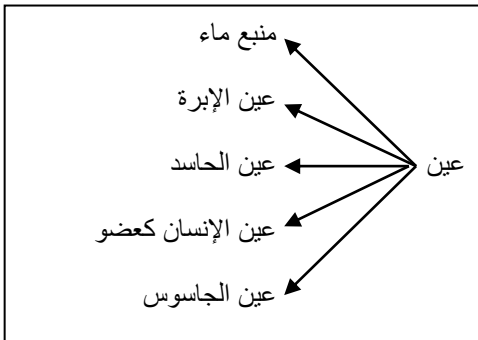 منبع ماء
عين الإبرة
عين الحاسد
عين
عين الإنسان كعضو
عين الجاسوس